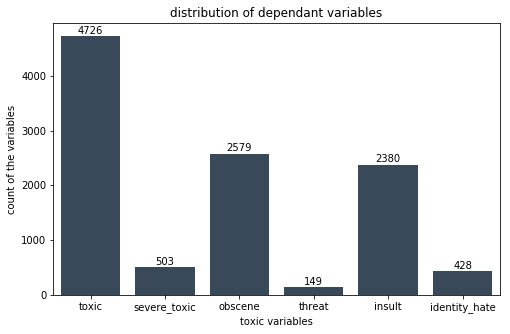 distribution of dependant variables
4726
503
2579
149
2380
428
4000
3000
2000
1000
0
count of the variables
toxic severe_toxic obscene threat insult identity_hate
toxic variables